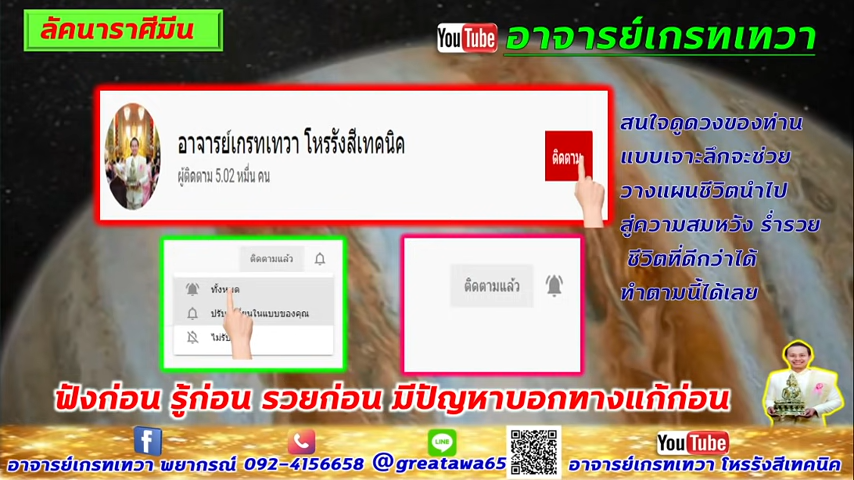 ลัคนาราศีมีน
YouTube อาจารย์เกรทเทวา
อาจารย์เกรทเทวา โหรรังสีเทคนิค
ผู้ติดตาม 5.02 หมื่น คน
ติดตาม
สนใจดูดวงของท่าน
แบบเจาะลึกจะช่วย
วางแผนชีวิตนำไป
สู่ความสมหวัง ร่ำรวย
ชีวิตที่ดีกว่าได้
ทำตามนี้ได้เลย
ติดตามแล้ว
ทั้งหมด
ในแบบของคุณ
ติดตามแล้ว
ฟังก่อน รู้ก่อน รวยก่อน มีปัญหาบอกทางแก้ก่อน
LINE
YouTube
อาจารย์เกรทเทวา พยากรณ์ 092-4156658 @greatawa65 อาจารย์เกรทเทวา โหรรังสีเทคนิค